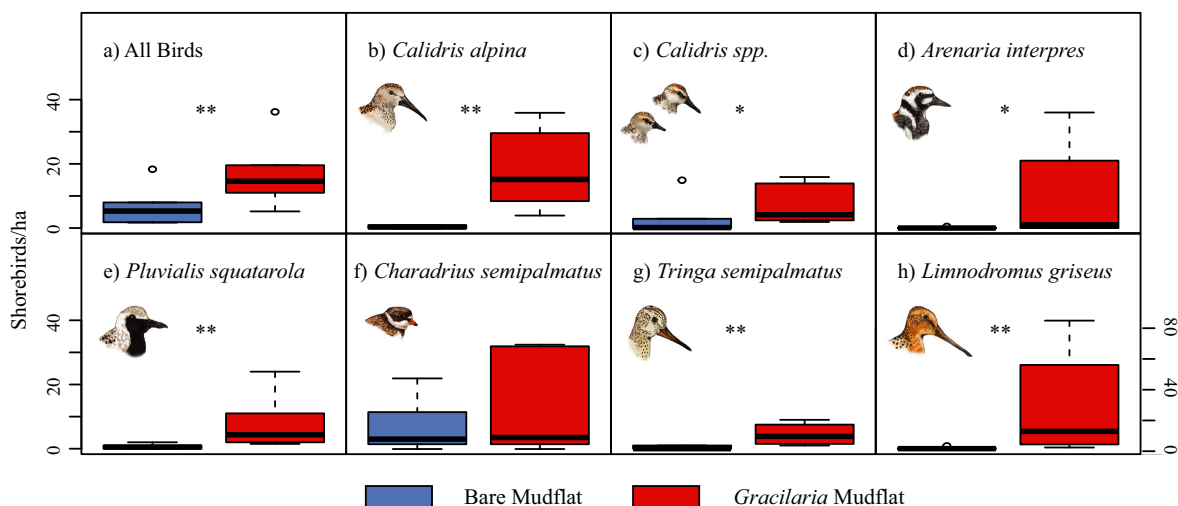 a) All Birds
b) Calidris alpina
c) Calidris spp.
d) Arenaria interpres
**
**
*
*
Shorebirds/ha
40
20
0
e) Pluvialis squatarola
f) Charadrius semipalmatus
g) Tringa semipalmatus
h) Limnodromus griseus
**
**
**
40
20
0
80
40
0
Bare Mudflat
Gracilaria Mudflat